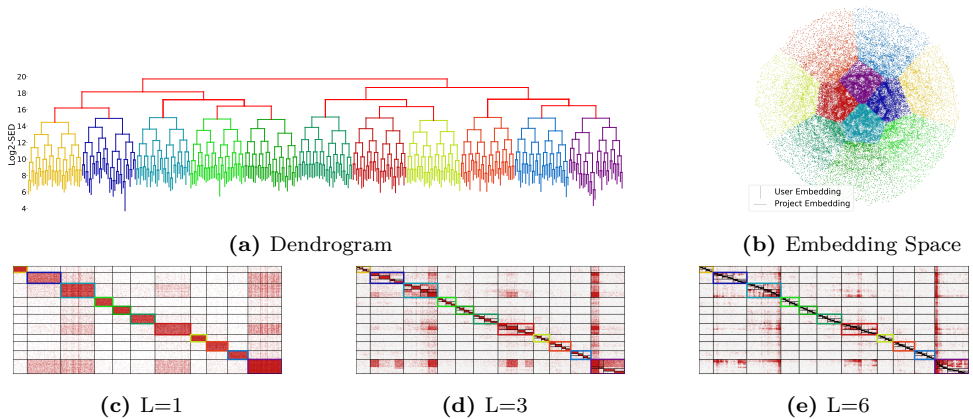 Log2-SED
20
18
16
14
12
10
8
6
4
User Embedding
Project Embedding
(a) Dendrogram
(b) Embedding Space
(c) L=1
(d) L=3
(e) L=6